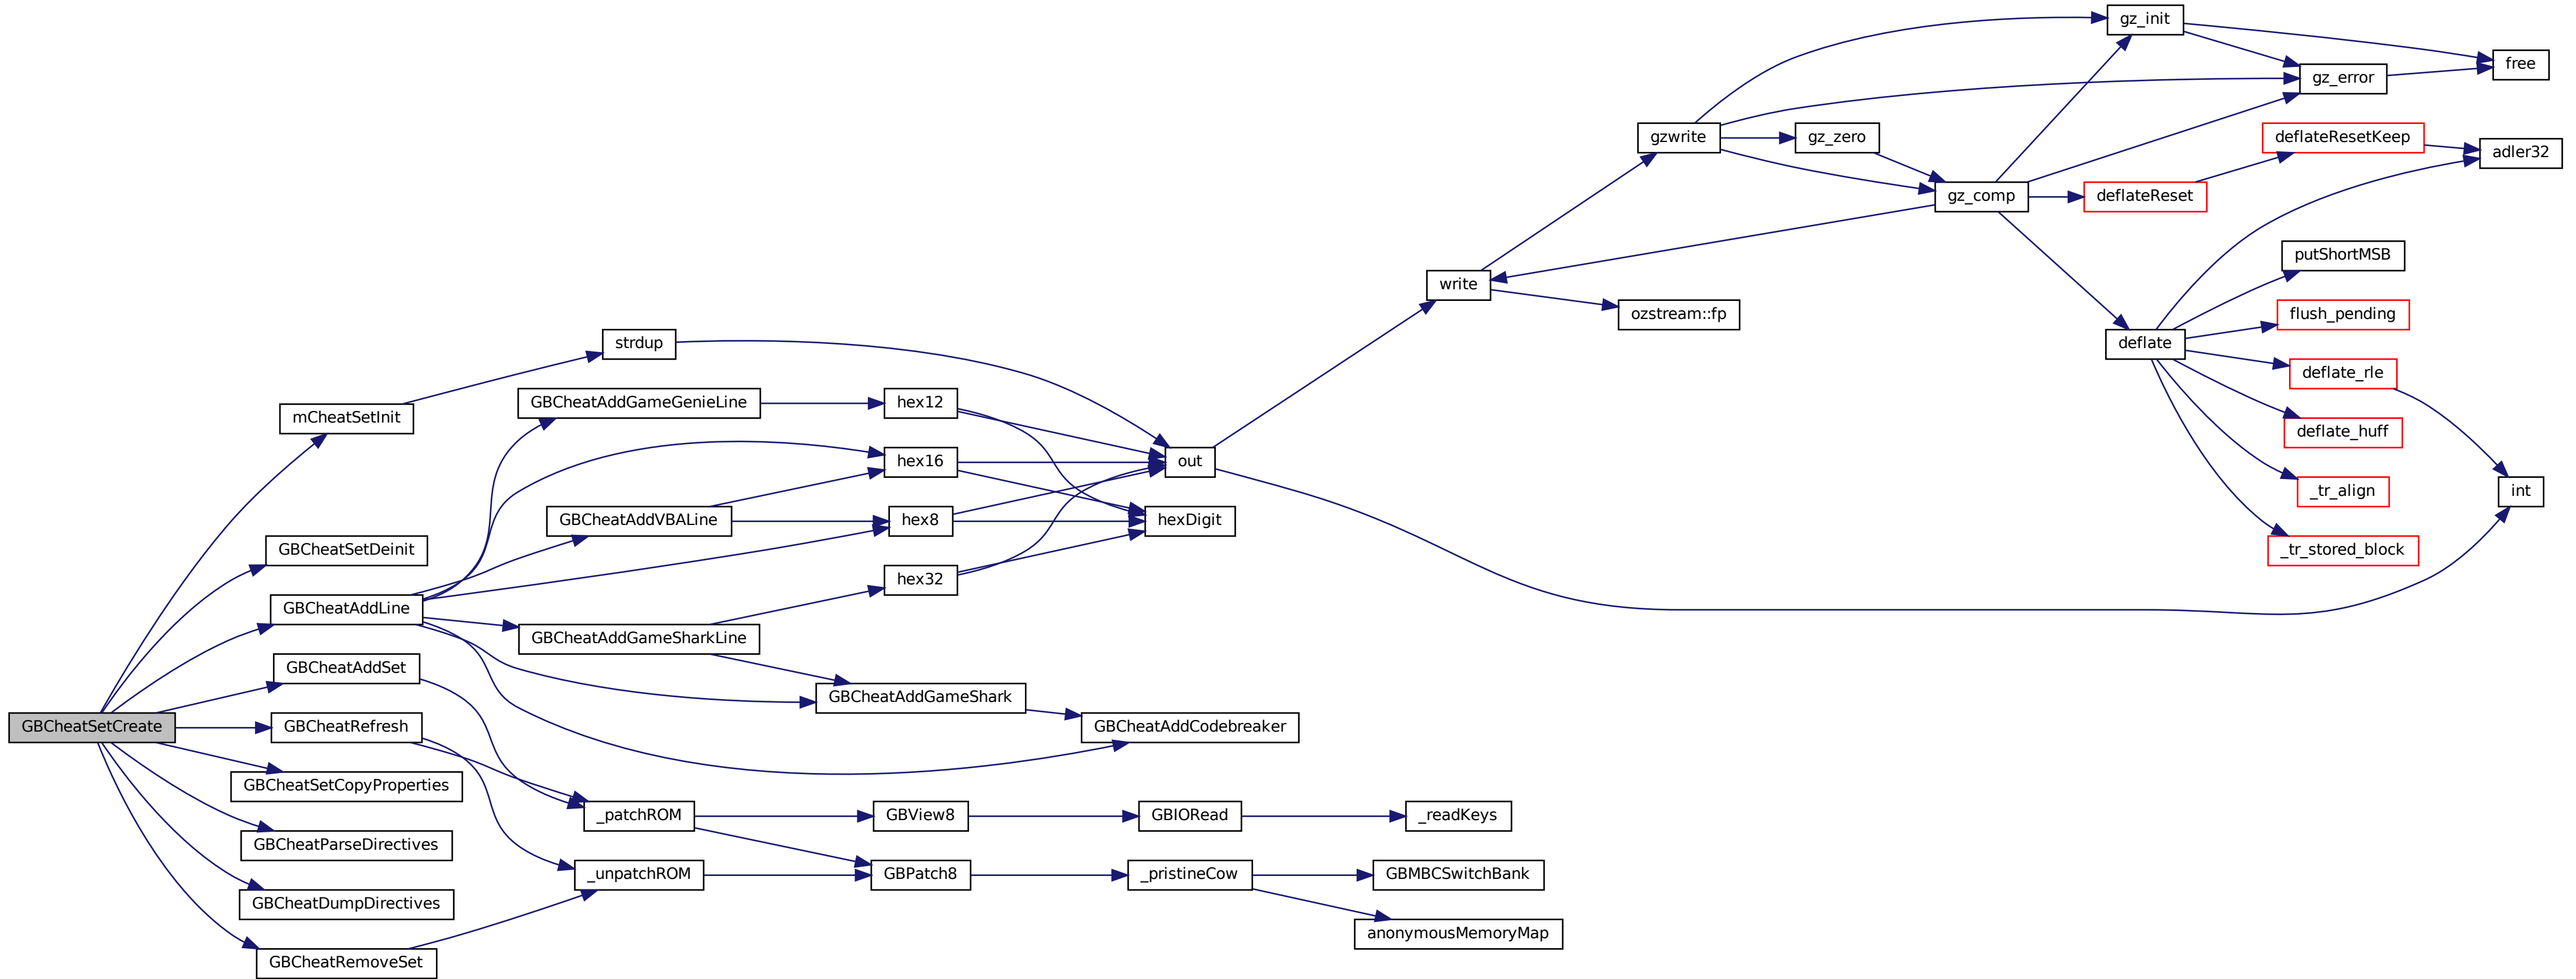 GBCheatSetCreate
mCheatSetInit
GBCheatSetDeinit
GBCheatAddLine
GBCheatAddSet
GBCheatRefresh
GBCheatSetCopyProperties
GBCheatParseDirectives
GBCheatDumpDirectives
GBCheatRemoveSet
strdup
GBCheatAddGameGenieLine
GBCheatAddVBALine
GBCheatAddGameSharkLine
_patchROM
_unpatchROM
hex12
hex16
hex8
hex32
GBCheatAddGameShark
GBView8
GBPatch8
out
hexDigit
GBCheatAddCodebreaker
GBIORead
_pristineCow
write
_readKeys
GBMBCSwitchBank
anonymousMemoryMap
gzwrite
ozstream::fp
gz_zero
gz_comp
gz_init
deflateReset
deflate
gz_error
deflateResetKeep
putShortMSB
flush_pending
deflate_rle
deflate_huff
_tr_align
_tr_stored_block
free
adler32
int